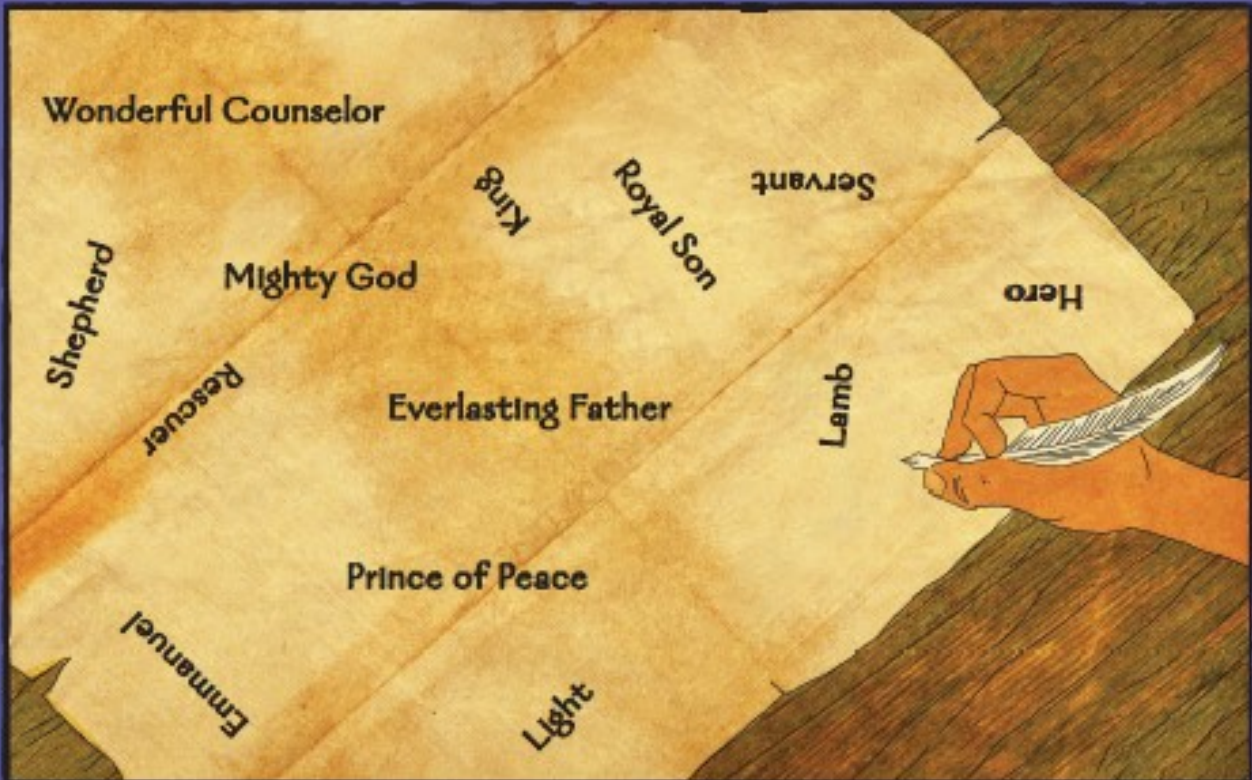 Wonderful Counselor
King
Royal Son
Servant
Shepherd
Mighty God
Hero
Rescuer
Everlasting Father
Lamb
Prince of Peace
Emmanuel
Light